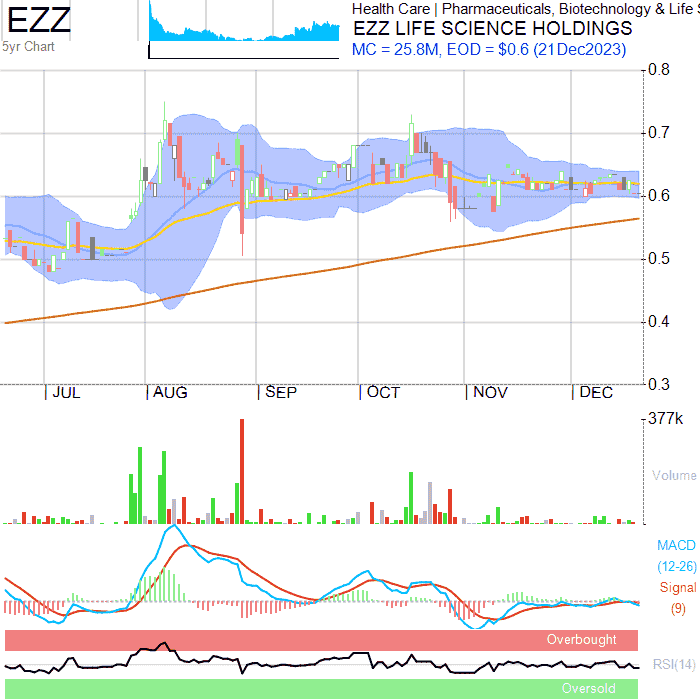 EZZ
5yr Chart
Health Care | Pharmaceuticals, Biotechnology & Life S
EZZ LIFE SCIENCE HOLDINGS
MC = 25.8M, EOD = $0.6 (21Dec2023)
0.8
0.7
0.6
0.5
0.4
0.3
JUL AUG SEP OCT NOV DEC
377k
Volume
MACD
(12-26)
Signal
(9)
Overbought
RSI(14)
Oversold